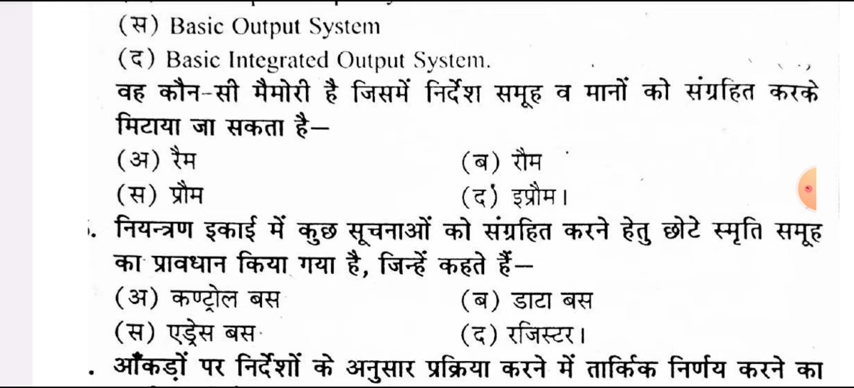 (स) Basic Output System
(द) Basic Integrated Output System.
वह कौन-सी मैमोरी है जिसमें निर्देश समूह व मानों को संग्रहित करके
मिटाया जा सकता है—
(अ) रैम (ब) रौम
(स) प्रौम (द) इप्रौम।
नियन्त्रण इकाई में कुछ सूचनाओं को संग्रहित करने हेतु छोटे स्मृति समूह
का प्रावधान किया गया है, जिन्हें कहते हैं—
(अ) कण्ट्रोल बस (ब) डाटा बस
(स) एड्रेस बस (द) रजिस्टर।
आँकड़ों पर निर्देशों के अनुसार प्रक्रिया करने में तार्किक निर्णय करने का